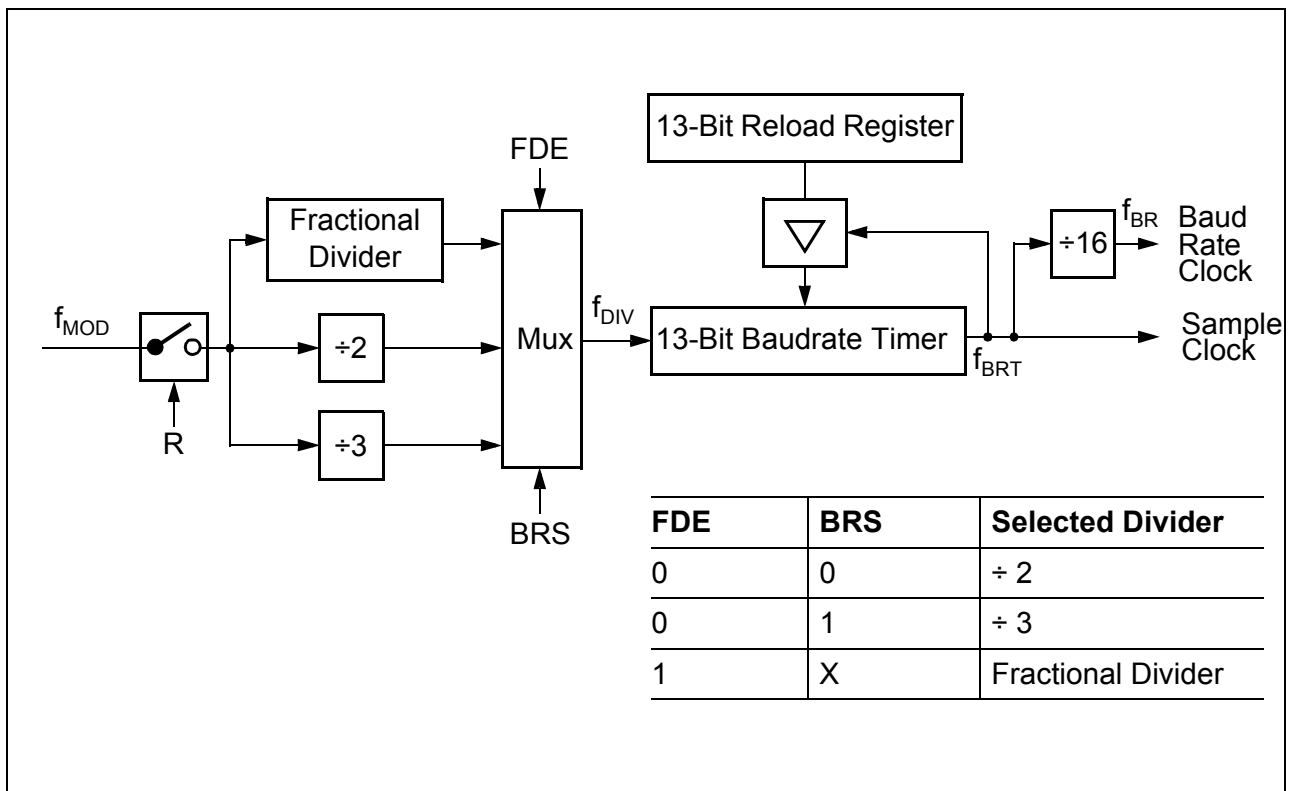 13-Bit Reload Register
FDE
Fractional
Divider
▽
÷16
f_BR
Baud
Rate
Clock
f_MOD
÷2
Mux
f_DIV
13-Bit Baudrate Timer
f_BRT
Sample
Clock
R
÷3
BRS
FDE BRS Selected Divider
0 0 ÷ 2
0 1 ÷ 3
1 X Fractional Divider